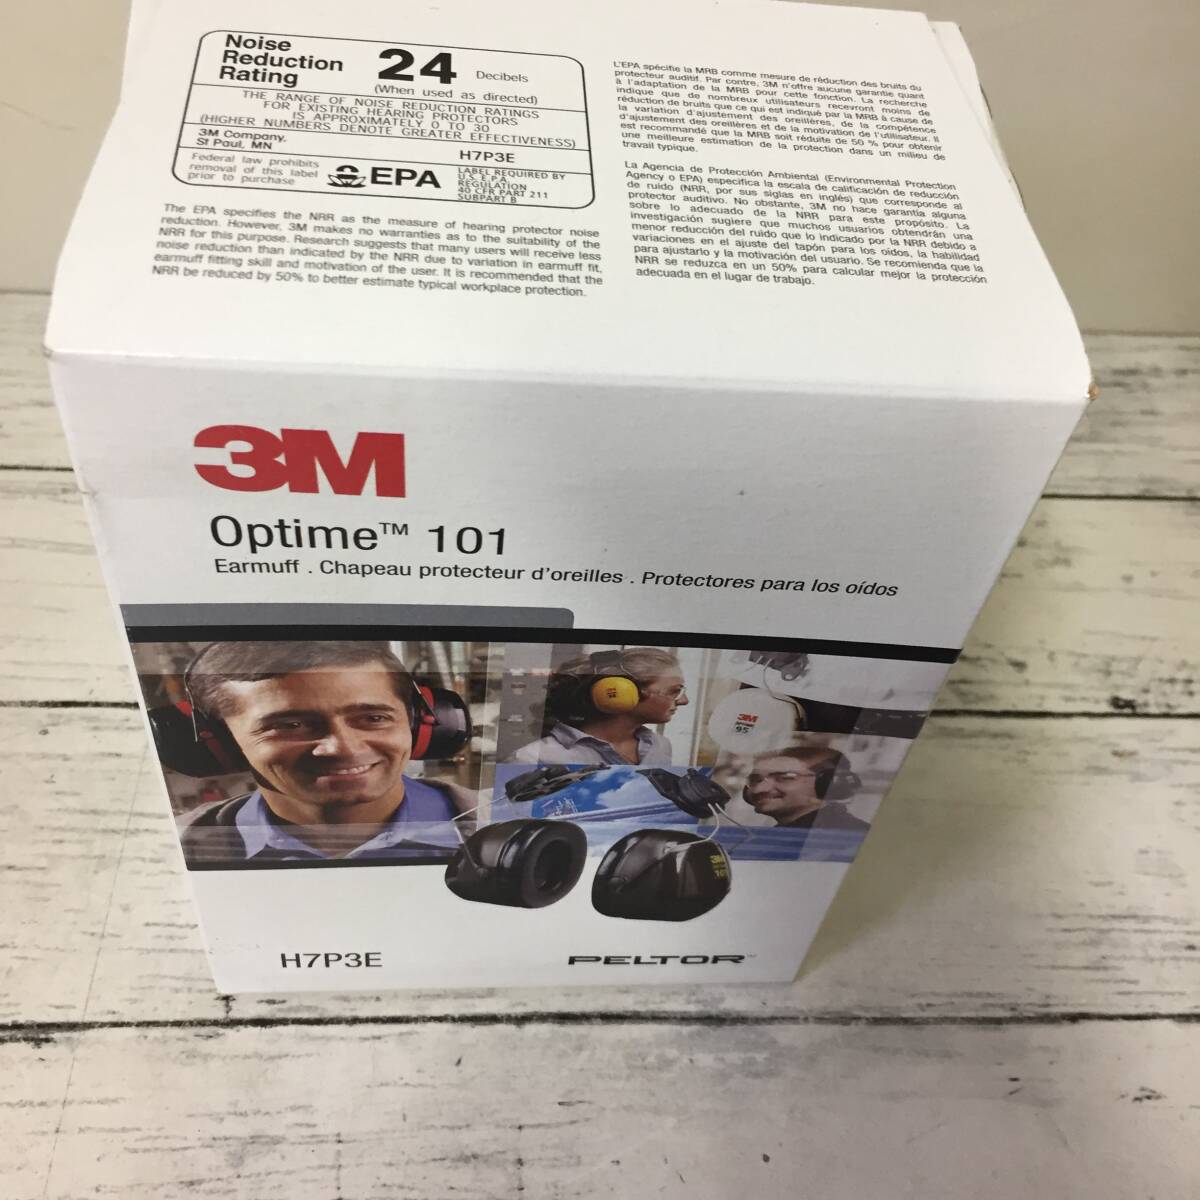 Noise
Reduction
Rating
24 Decibels
(When used as directed)
THE RANGE OF NOISE REDUCTION RATINGS
FOR EXISTING HEARING PROTECTORS
IS APPROXIMATELY 0 TO 30
(HIGHER NUMBERS DENOTE GREATER EFFECTIVENESS)
3M Company,
St Paul, MN
H7P3E
Federal law prohibits
removal of this label
prior to purchase
EPA
LABEL REQUIRED BY
U.S. E.P.A.
REGULATION
40 CFR PART 211
SUBPART B
The EPA specifies the NRR as the measure of hearing protector noise
reduction. However, 3M makes no warranties as to the suitability of the
NRR for this purpose. Research suggests that many users will receive less
noise reduction than indicated by the NRR due to variation in earmuff fit,
earmuff fitting skill and motivation of the user. It is recommended that the
NRR be reduced by 50% to better estimate typical workplace protection.
L'EPA spécifie la MRB comme mesure de réduction des bruits du
protecteur auditif. Par contre, 3M n'offre aucune garantie quant
à l'adaptation de la MRB pour cette fonction. La recherche
indique que de nombreux utilisateurs recevront moins de
réduction de bruits que ce qui est indiqué par la MRB à cause de
la variation d'ajustement des oreillères, de la compétence
d'ajustement des oreillères et de la motivation de l'utilisateur. Il
est recommandé que la MRB soit réduite de 50 % pour obtenir
une meilleure estimation de la protection dans un milieu de
travail typique.
La Agencia de Protección Ambiental (Environmental Protection
Agency o EPA) especifica la escala de calificación de reducción
de ruido (NRR, por sus siglas en inglés) que corresponde al
protector auditivo. No obstante, 3M no hace garantía alguna
sobre lo adecuado de la NRR para este propósito. La
investigación sugiere que muchos usuarios obtendrán una
menor reducción del ruido que lo indicado por la NRR debido a
variaciones en el ajuste del tapón para los oídos, la habilidad
para ajustarlo y la motivación del usuario. Se recomienda que la
NRR se reduzca en un 50% para calcular mejor la protección
adecuada en el lugar de trabajo.
3M
Optime™ 101
Earmuff . Chapeau protecteur d'oreilles . Protectores para los oídos
3M
OPTIME
95
3M
101
H7P3E
PELTOR™